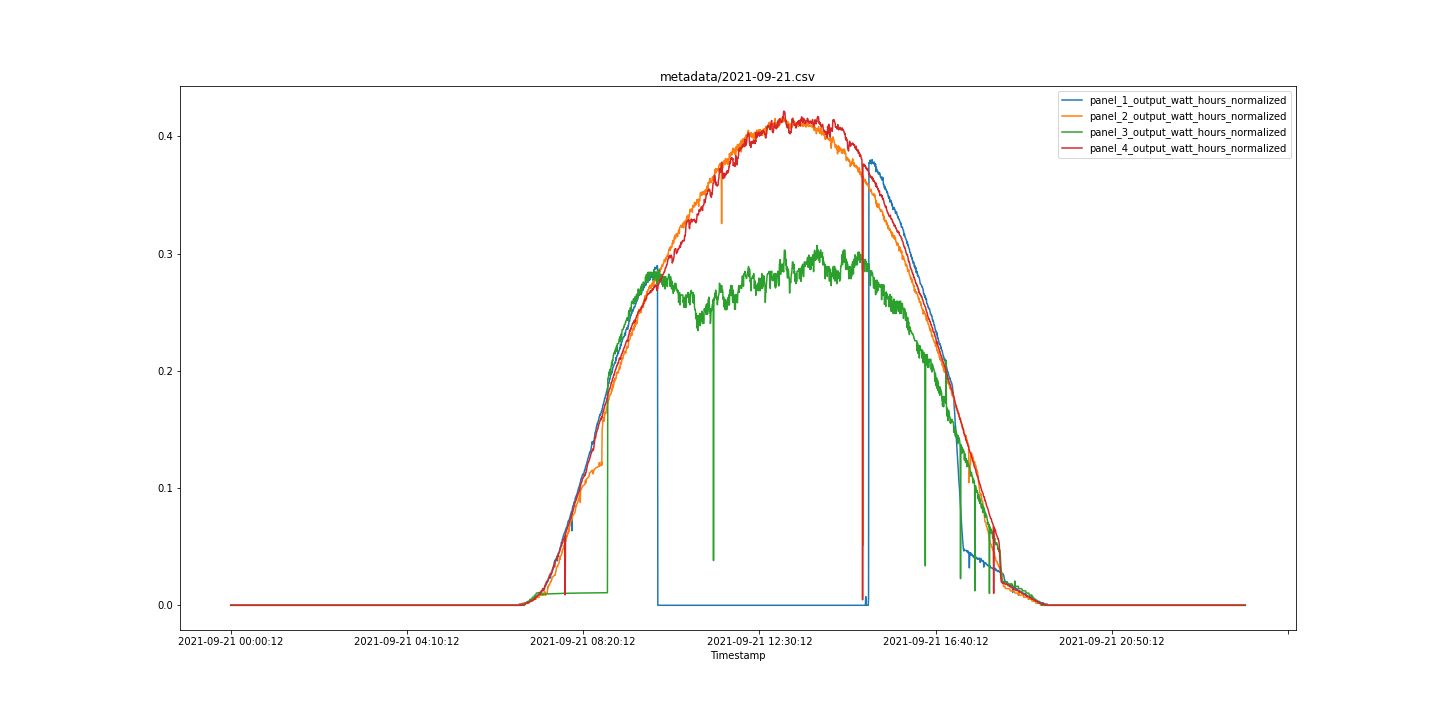 metadata/2021-09-21.csv
panel_1_output_watt_hours_normalized
panel_2_output_watt_hours_normalized
panel_3_output_watt_hours_normalized
panel_4_output_watt_hours_normalized
0.4
0.3
0.2
0.1
0.0
2021-09-21 00:00:12 2021-09-21 04:10:12 2021-09-21 08:20:12 2021-09-21 12:30:12 2021-09-21 16:40:12 2021-09-21 20:50:12
Timestamp